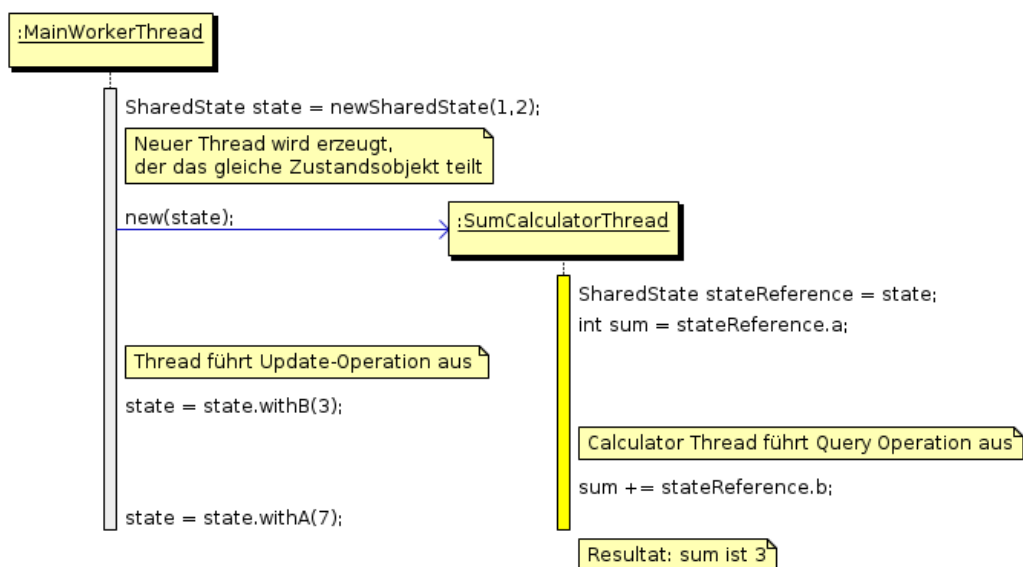 :MainWorkerThread
SharedState state = newSharedState(1,2);
Neuer Thread wird erzeugt,
der das gleiche Zustandsobjekt teilt
new(state);
:SumCalculatorThread
SharedState stateReference = state;
int sum = stateReference.a;
Thread führt Update-Operation aus
state = state.withB(3);
Calculator Thread führt Query Operation aus
sum += stateReference.b;
state = state.withA(7);
Resultat: sum ist 3